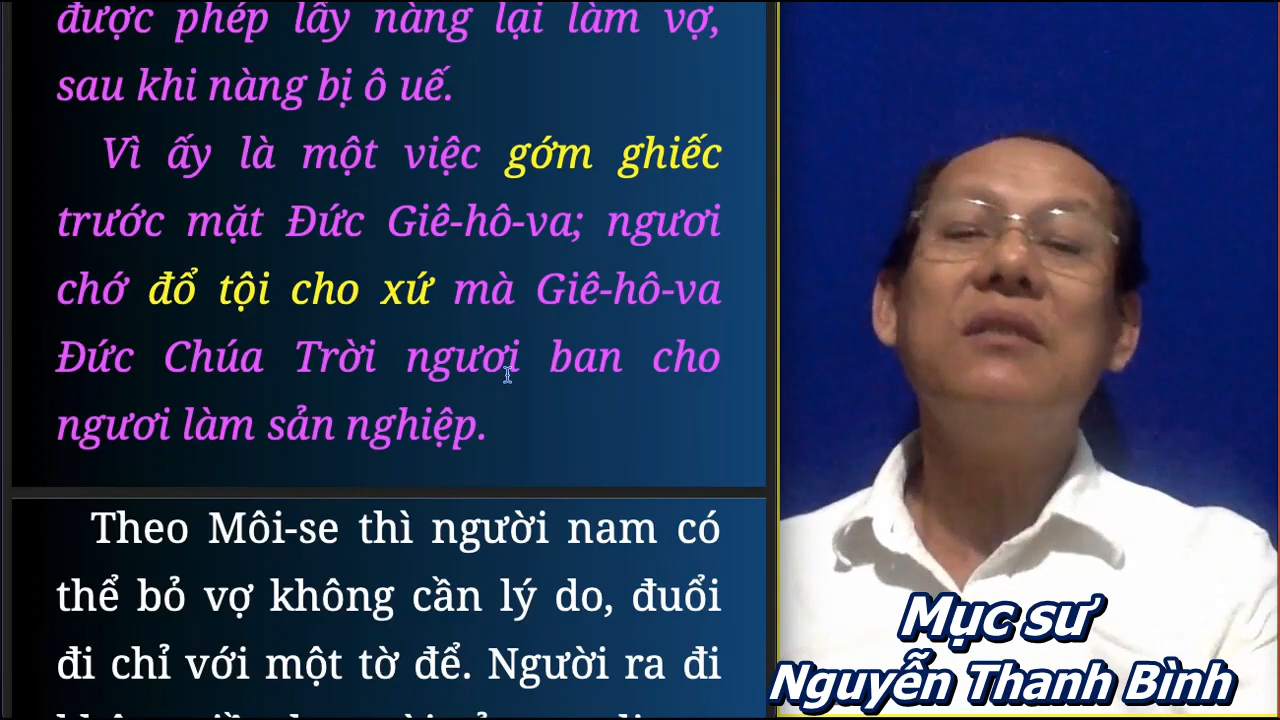 được phép lấy nàng lại làm vợ,
sau khi nàng bị ô uế.
Vì ấy là một việc gớm ghiếc
trước mặt Đức Giê-hô-va; ngươi
chớ đổ tội cho xứ mà Giê-hô-va
Đức Chúa Trời ngươi ban cho
ngươi làm sản nghiệp.
Theo Môi-se thì người nam có
thể bỏ vợ không cần lý do, đuổi
đi chỉ với một tờ để. Người ra đi
Mục sư
Nguyễn Thanh Bình